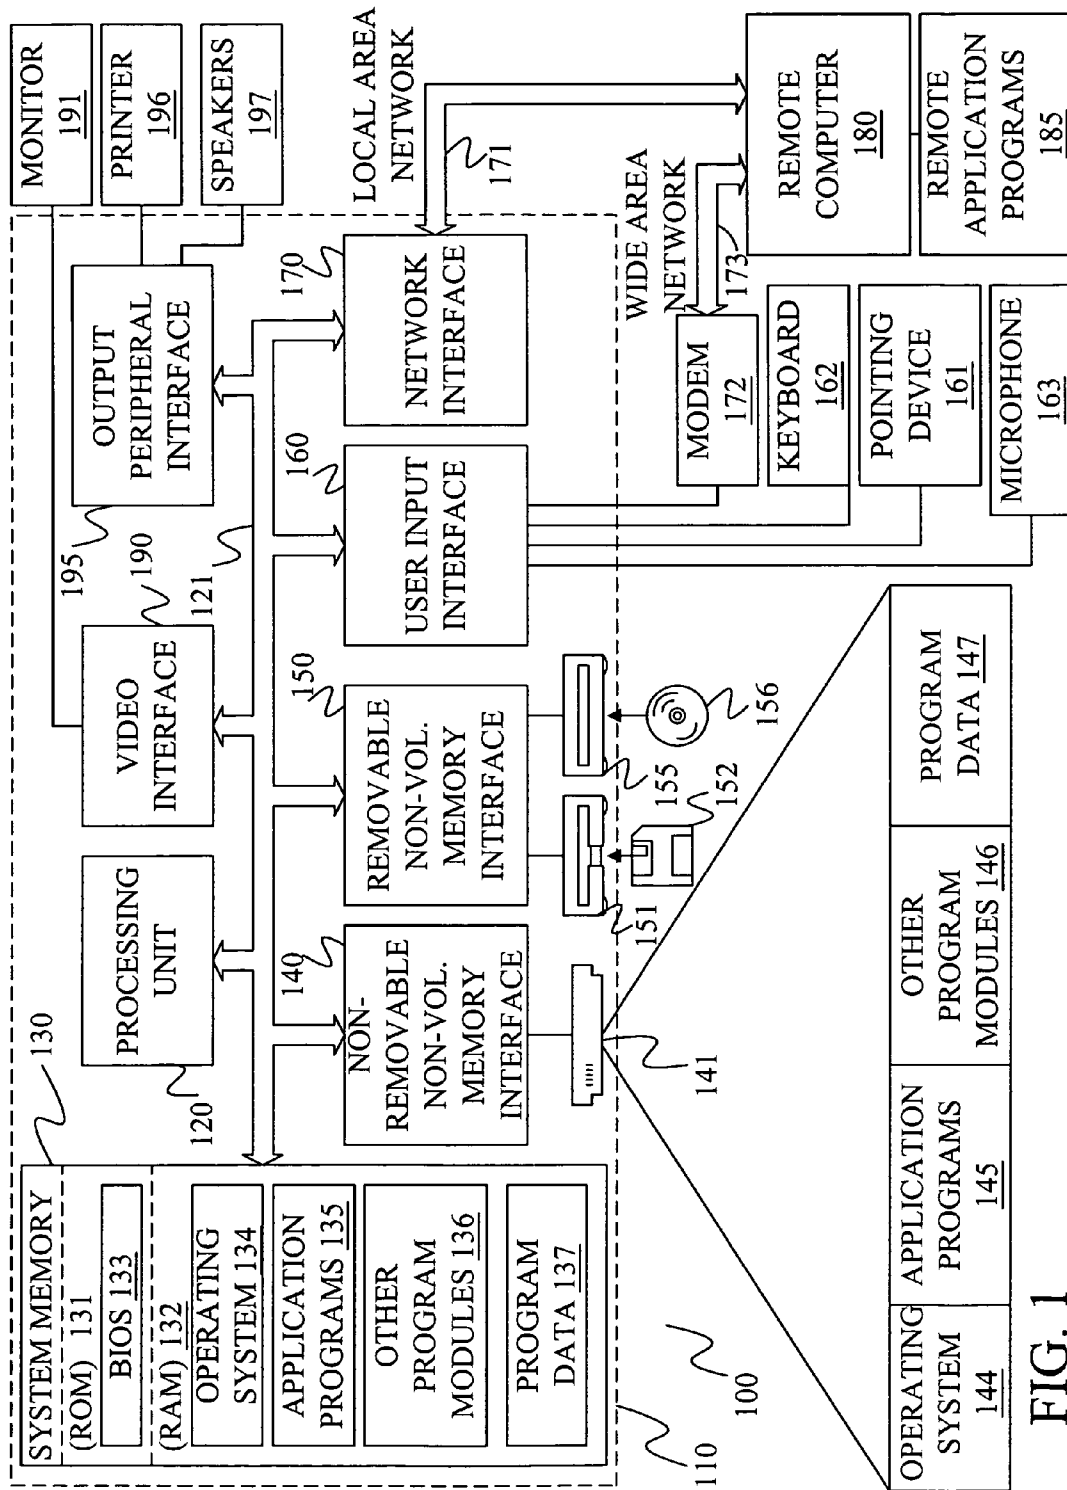 SYSTEM MEMORY
(ROM) 131
BIOS 133
(RAM) 132
OPERATING
SYSTEM 134
APPLICATION
PROGRAMS 135
OTHER
PROGRAM
MODULES 136
PROGRAM
DATA 137
130
PROCESSING
UNIT
120
VIDEO
INTERFACE
190
121
OUTPUT
PERIPHERAL
INTERFACE
195
MONITOR
191
PRINTER
196
SPEAKERS
197
NON-
REMOVABLE
NON-VOL.
MEMORY
INTERFACE
140
REMOVABLE
NON-VOL.
MEMORY
INTERFACE
150
USER INPUT
INTERFACE
160
NETWORK
INTERFACE
170
LOCAL AREA
NETWORK
171
141
151
152
155
156
WIDE AREA
NETWORK
173
MODEM
172
KEYBOARD
162
POINTING
DEVICE
161
MICROPHONE
163
REMOTE
COMPUTER
180
REMOTE
APPLICATION
PROGRAMS
185
110
100
OPERATING
SYSTEM
144
APPLICATION
PROGRAMS
145
OTHER
PROGRAM
MODULES 146
PROGRAM
DATA 147
FIG. 1